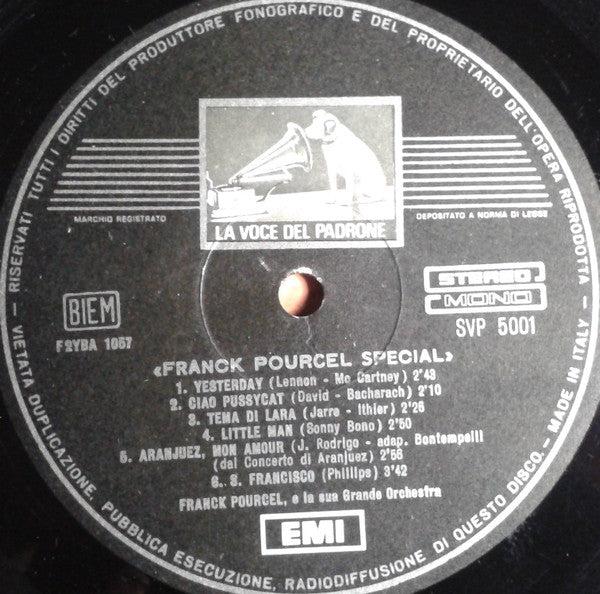 RISERVATI TUTTI I DIRITTI DEL PRODUTTORE FONOGRAFICO E DEL PROPRIETARIO DELL'OPERA RIPRODOTTA — MADE IN ITALY —
VIETATA DUPLICAZIONE, PUBBLICA ESECUZIONE, RADIODIFFUSIONE DI QUESTO DISCO. —
MARCHIO REGISTRATO
DEPOSITATO A NORMA DI LEGGE
LA VOCE DEL PADRONE
BIEM
STEREO
MONO
F2YBA 1057
SVP 5001
«FRANCK POURCEL SPECIAL»
1. YESTERDAY (Lennon - Mc Cartney) 2'43
2. CIAO PUSSYCAT (David - Bacharach) 2'10
3. TEMA DI LARA (Jarre - Ithier) 2'26
4. LITTLE MAN (Sonny Bono) 2'50
5. ARANJUEZ, MON AMOUR (J. Rodrigo - adap. Bontempelli
(dal Concerto di Aranjuez) 2'56
6. S. FRANCISCO (Phillips) 3'42
FRANCK POURCEL, e la sua Grande Orchestra
EMI